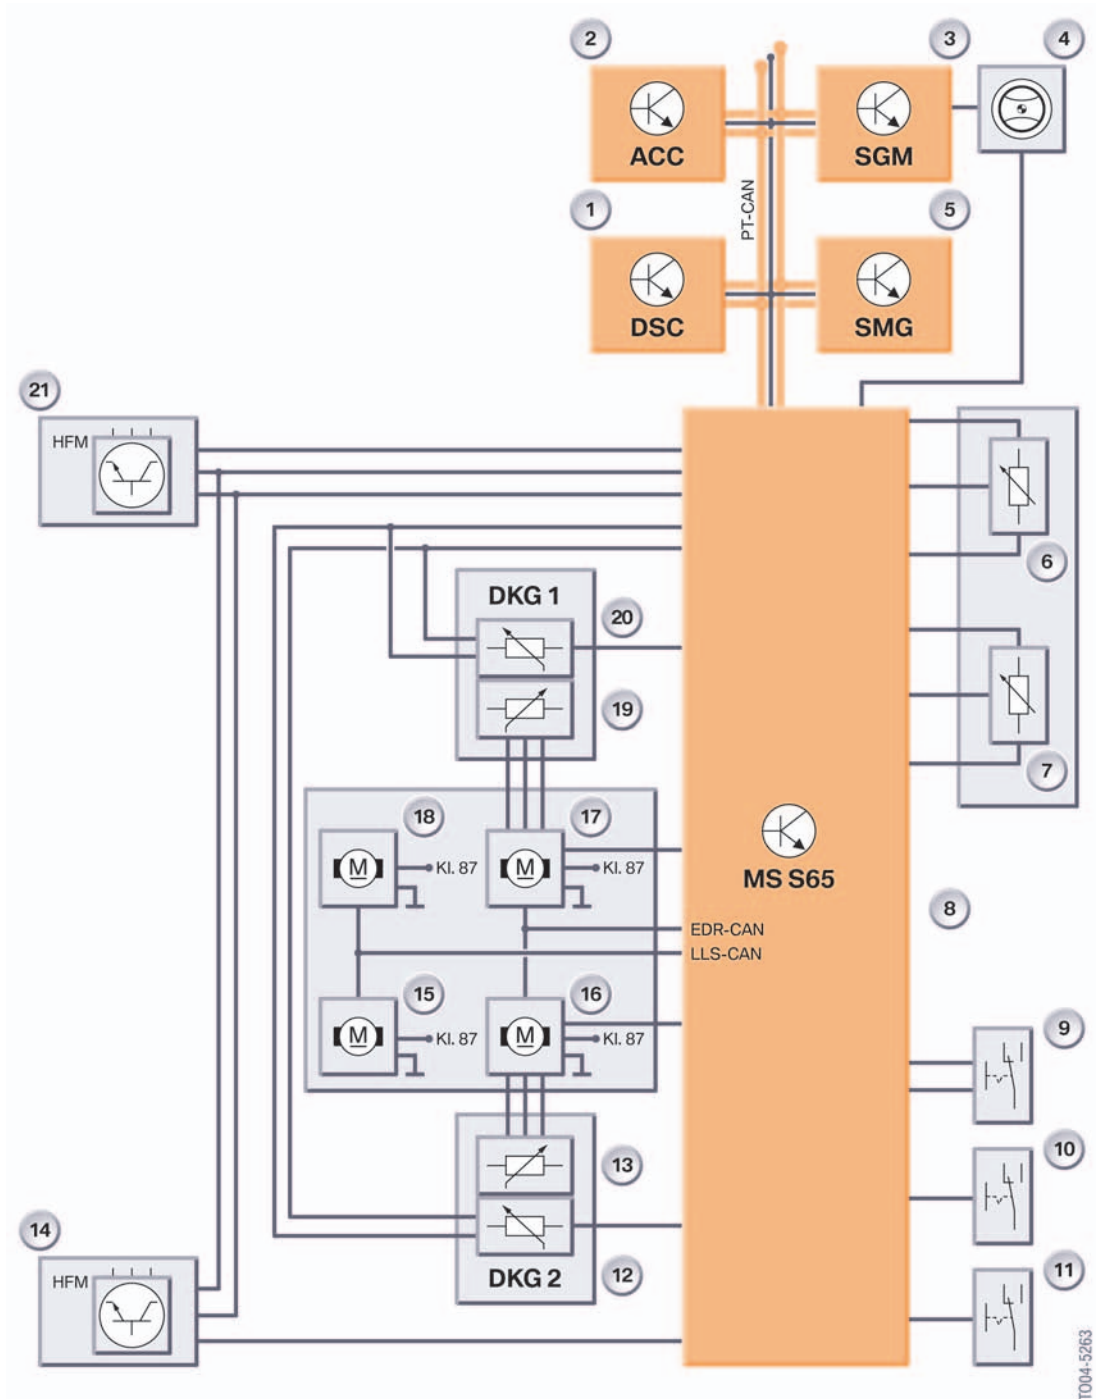 2
3
4
ACC
SGM
1
PT-CAN
5
DSC
SMG
21
HFM
6
DKG 1
20
19
7
18
17
M
Kl. 87
M
Kl. 87
MS S65
8
EDR-CAN
LLS-CAN
15
16
M
Kl. 87
M
Kl. 87
9
13
10
14
HFM
DKG 2
12
11
T004-5263